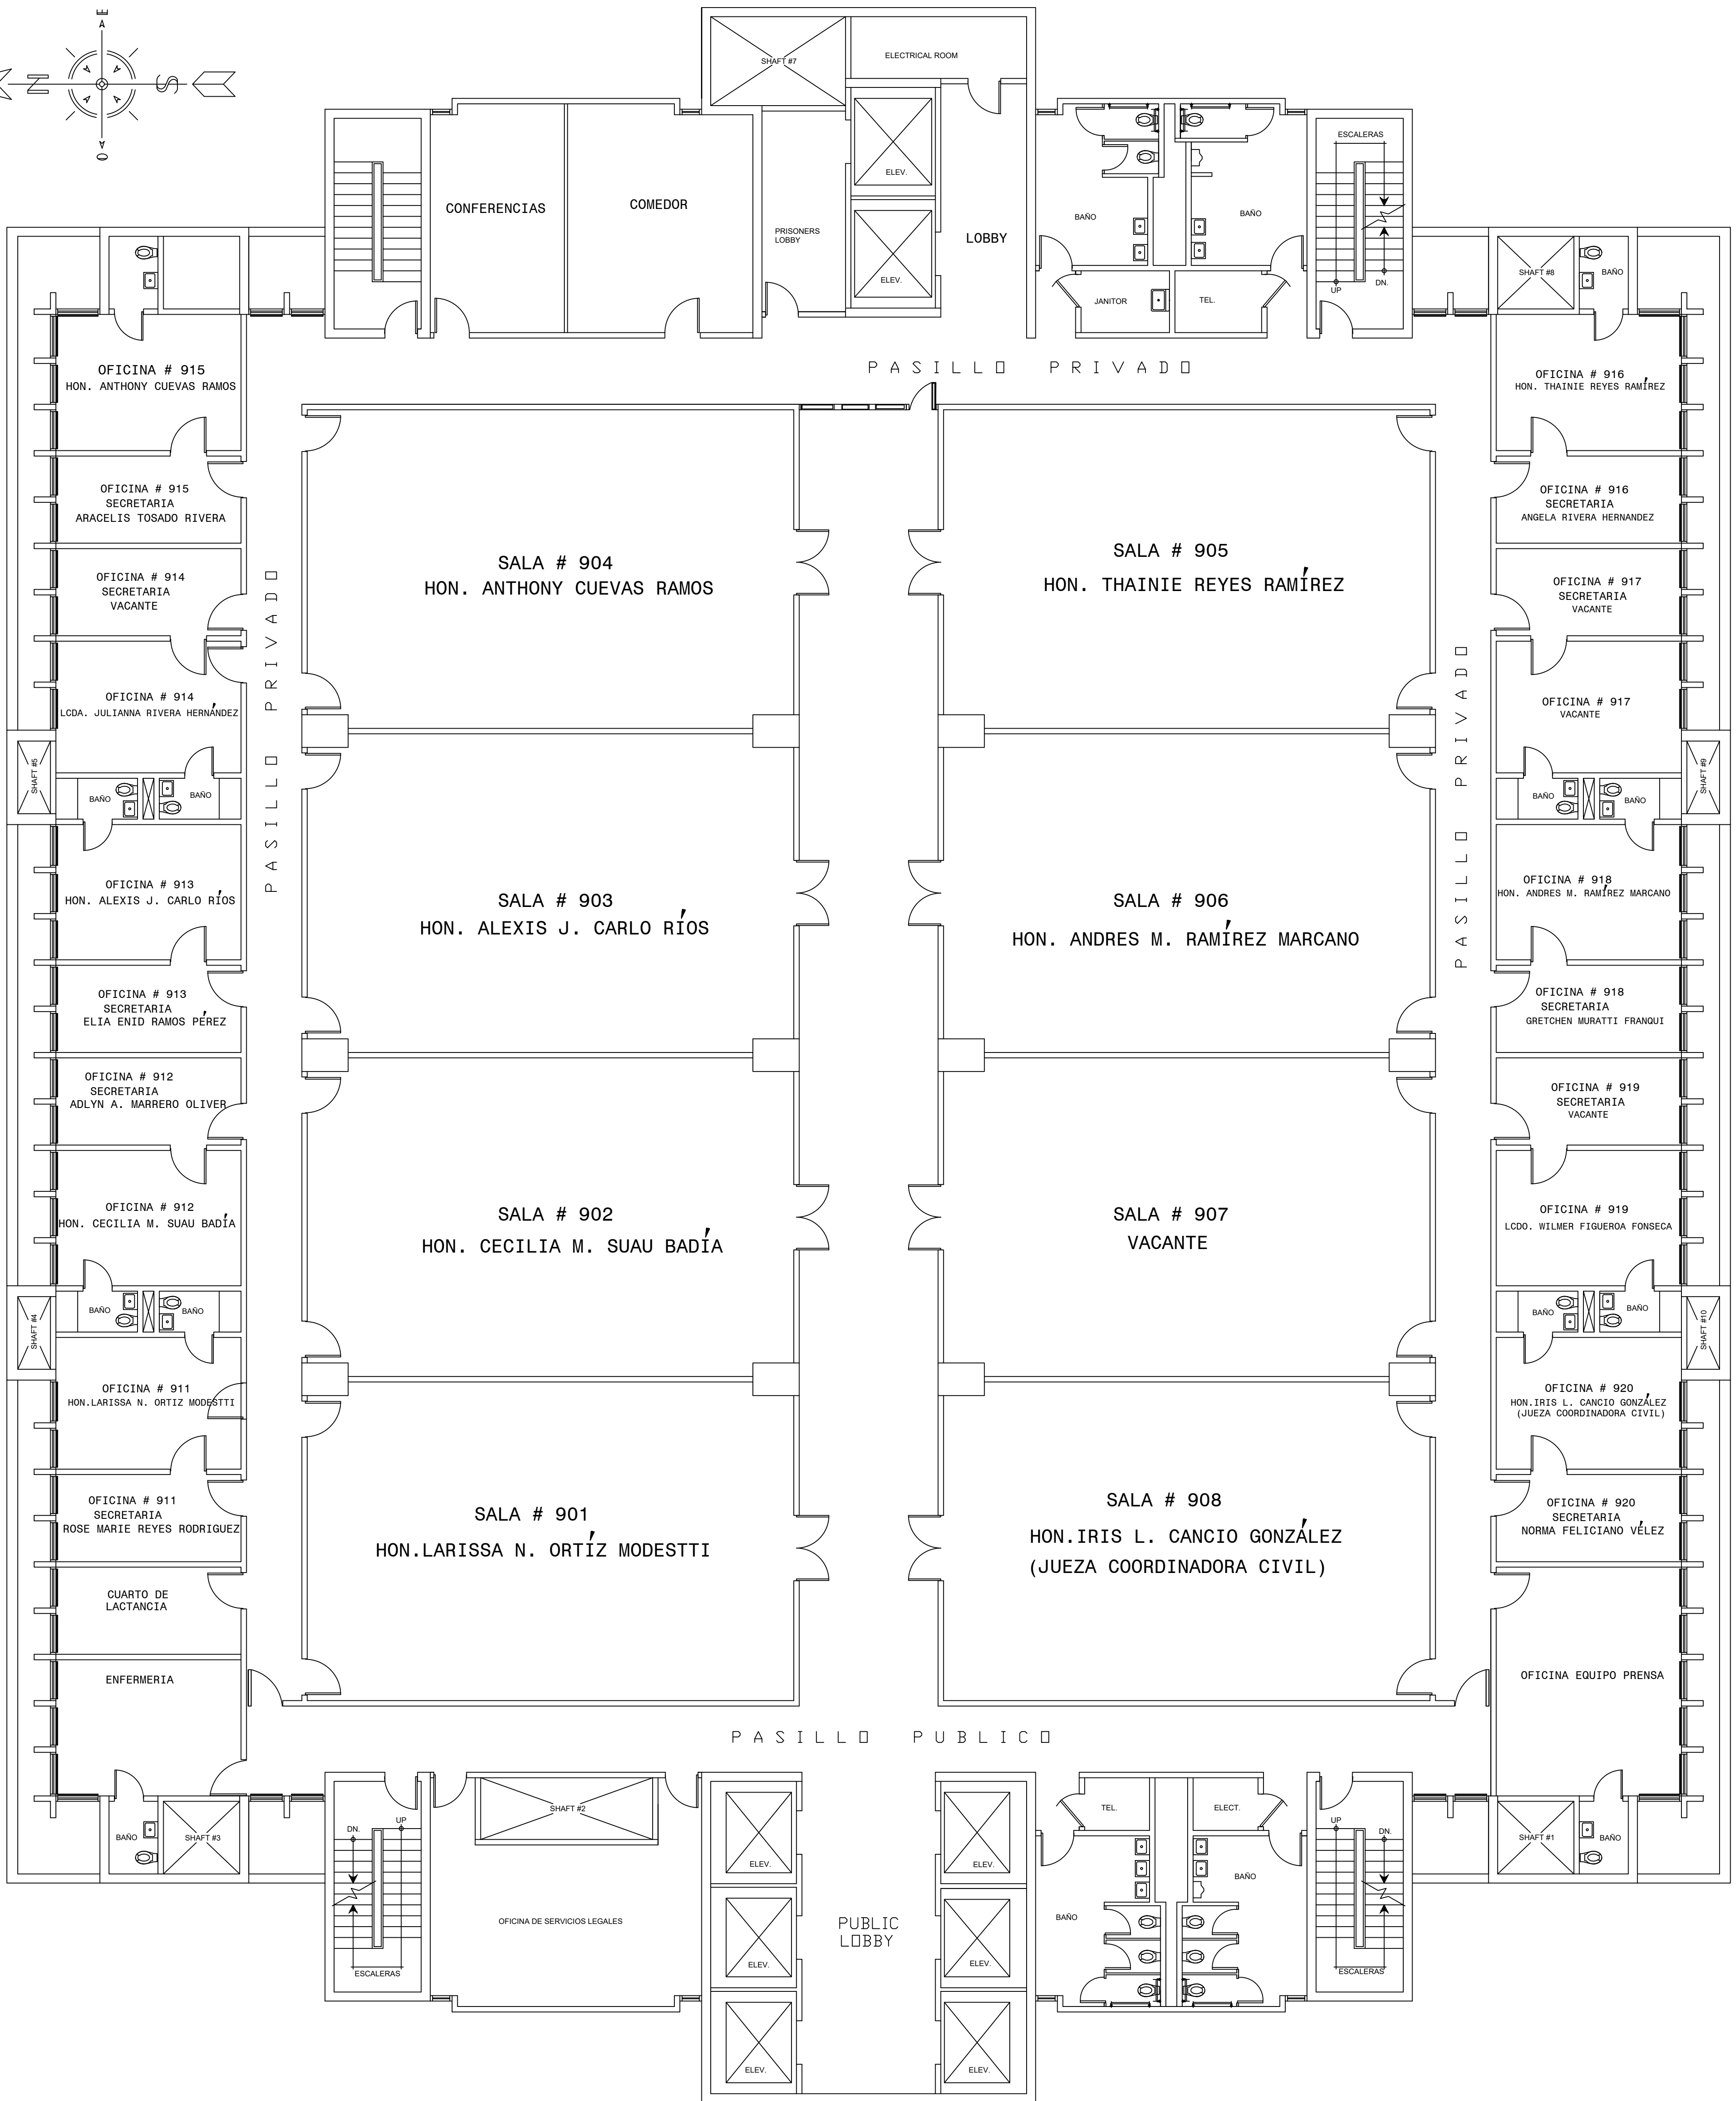 E
N
S
O
A
A
A
A
A
A
SHAFT #7
ELECTRICAL ROOM
ELEV.
ELEV.
CONFERENCIAS
COMEDOR
PRISONERS
LOBBY
LOBBY
BAÑO
BAÑO
ESCALERAS
UP
DN.
JANITOR
TEL.
SHAFT #8
BAÑO
PASILLO PRIVADO
OFICINA # 915
HON. ANTHONY CUEVAS RAMOS
OFICINA # 915
SECRETARIA
ARACELIS TOSADO RIVERA
OFICINA # 914
SECRETARIA
VACANTE
OFICINA # 914
LCDA. JULIANNA RIVERA HERNÁNDEZ
SHAFT #5
BAÑO
BAÑO
OFICINA # 913
HON. ALEXIS J. CARLO RÍOS
OFICINA # 913
SECRETARIA
ELIA ENID RAMOS PÉREZ
OFICINA # 912
SECRETARIA
ADLYN A. MARRERO OLIVER
OFICINA # 912
HON. CECILIA M. SUAU BADÍA
SHAFT #4
BAÑO
BAÑO
OFICINA # 911
HON.LARISSA N. ORTIZ MODESTTI
OFICINA # 911
SECRETARIA
ROSE MARIE REYES RODRIGUEZ
CUARTO DE
LACTANCIA
ENFERMERIA
BAÑO
SHAFT #3
PASILLO PRIVADO
SALA # 904
HON. ANTHONY CUEVAS RAMOS
SALA # 903
HON. ALEXIS J. CARLO RÍOS
SALA # 902
HON. CECILIA M. SUAU BADÍA
SALA # 901
HON.LARISSA N. ORTÍZ MODESTTI
SALA # 905
HON. THAINIE REYES RAMÍREZ
SALA # 906
HON. ANDRES M. RAMÍREZ MARCANO
SALA # 907
VACANTE
SALA # 908
HON.IRIS L. CANCIO GONZÁLEZ
(JUEZA COORDINADORA CIVIL)
PASILLO PRIVADO
OFICINA # 916
HON. THAINIE REYES RAMÍREZ
OFICINA # 916
SECRETARIA
ANGELA RIVERA HERNANDEZ
OFICINA # 917
SECRETARIA
VACANTE
OFICINA # 917
VACANTE
BAÑO
BAÑO
SHAFT #9
OFICINA # 918
HON. ANDRES M. RAMÍREZ MARCANO
OFICINA # 918
SECRETARIA
GRETCHEN MURATTI FRANQUI
OFICINA # 919
SECRETARIA
VACANTE
OFICINA # 919
LCDO. WILMER FIGUEROA FONSECA
BAÑO
BAÑO
SHAFT #10
OFICINA # 920
HON.IRIS L. CANCIO GONZÁLEZ
(JUEZA COORDINADORA CIVIL)
OFICINA # 920
SECRETARIA
NORMA FELICIANO VÉLEZ
OFICINA EQUIPO PRENSA
SHAFT #1
BAÑO
PASILLO PUBLICO
DN.
UP
ESCALERAS
SHAFT #2
OFICINA DE SERVICIOS LEGALES
ELEV.
ELEV.
ELEV.
PUBLIC
LOBBY
ELEV.
ELEV.
ELEV.
TEL.
ELECT.
BAÑO
BAÑO
UP
DN.
ESCALERAS